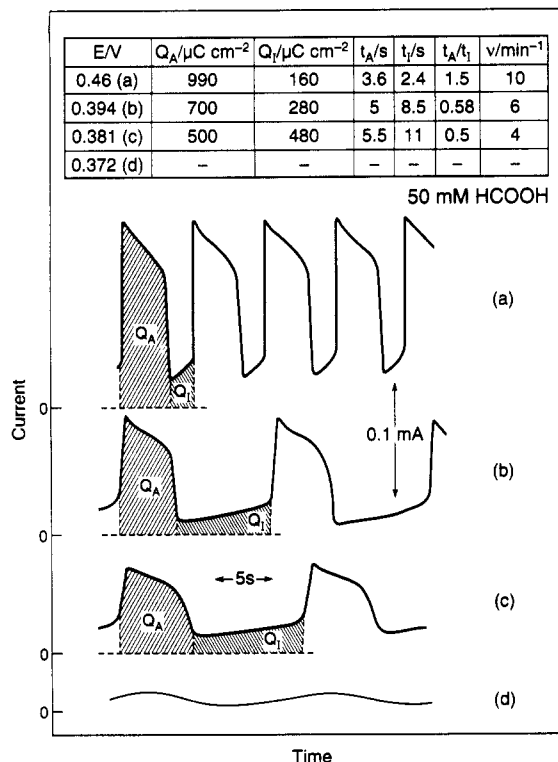 E/V Q_A/μC cm⁻² Q_I/μC cm⁻² t_A/s t_I/s t_A/t_I ν/min⁻¹
0.46 (a) 990 160 3.6 2.4 1.5 10
0.394 (b) 700 280 5 8.5 0.58 6
0.381 (c) 500 480 5.5 11 0.5 4
0.372 (d) – – – – – –
50 mM HCOOH
(a)
Q_A
Q_I
0
0.1 mA
(b)
Q_A
Q_I
0
5s
(c)
Q_A
Q_I
0
(d)
0
Current
Time